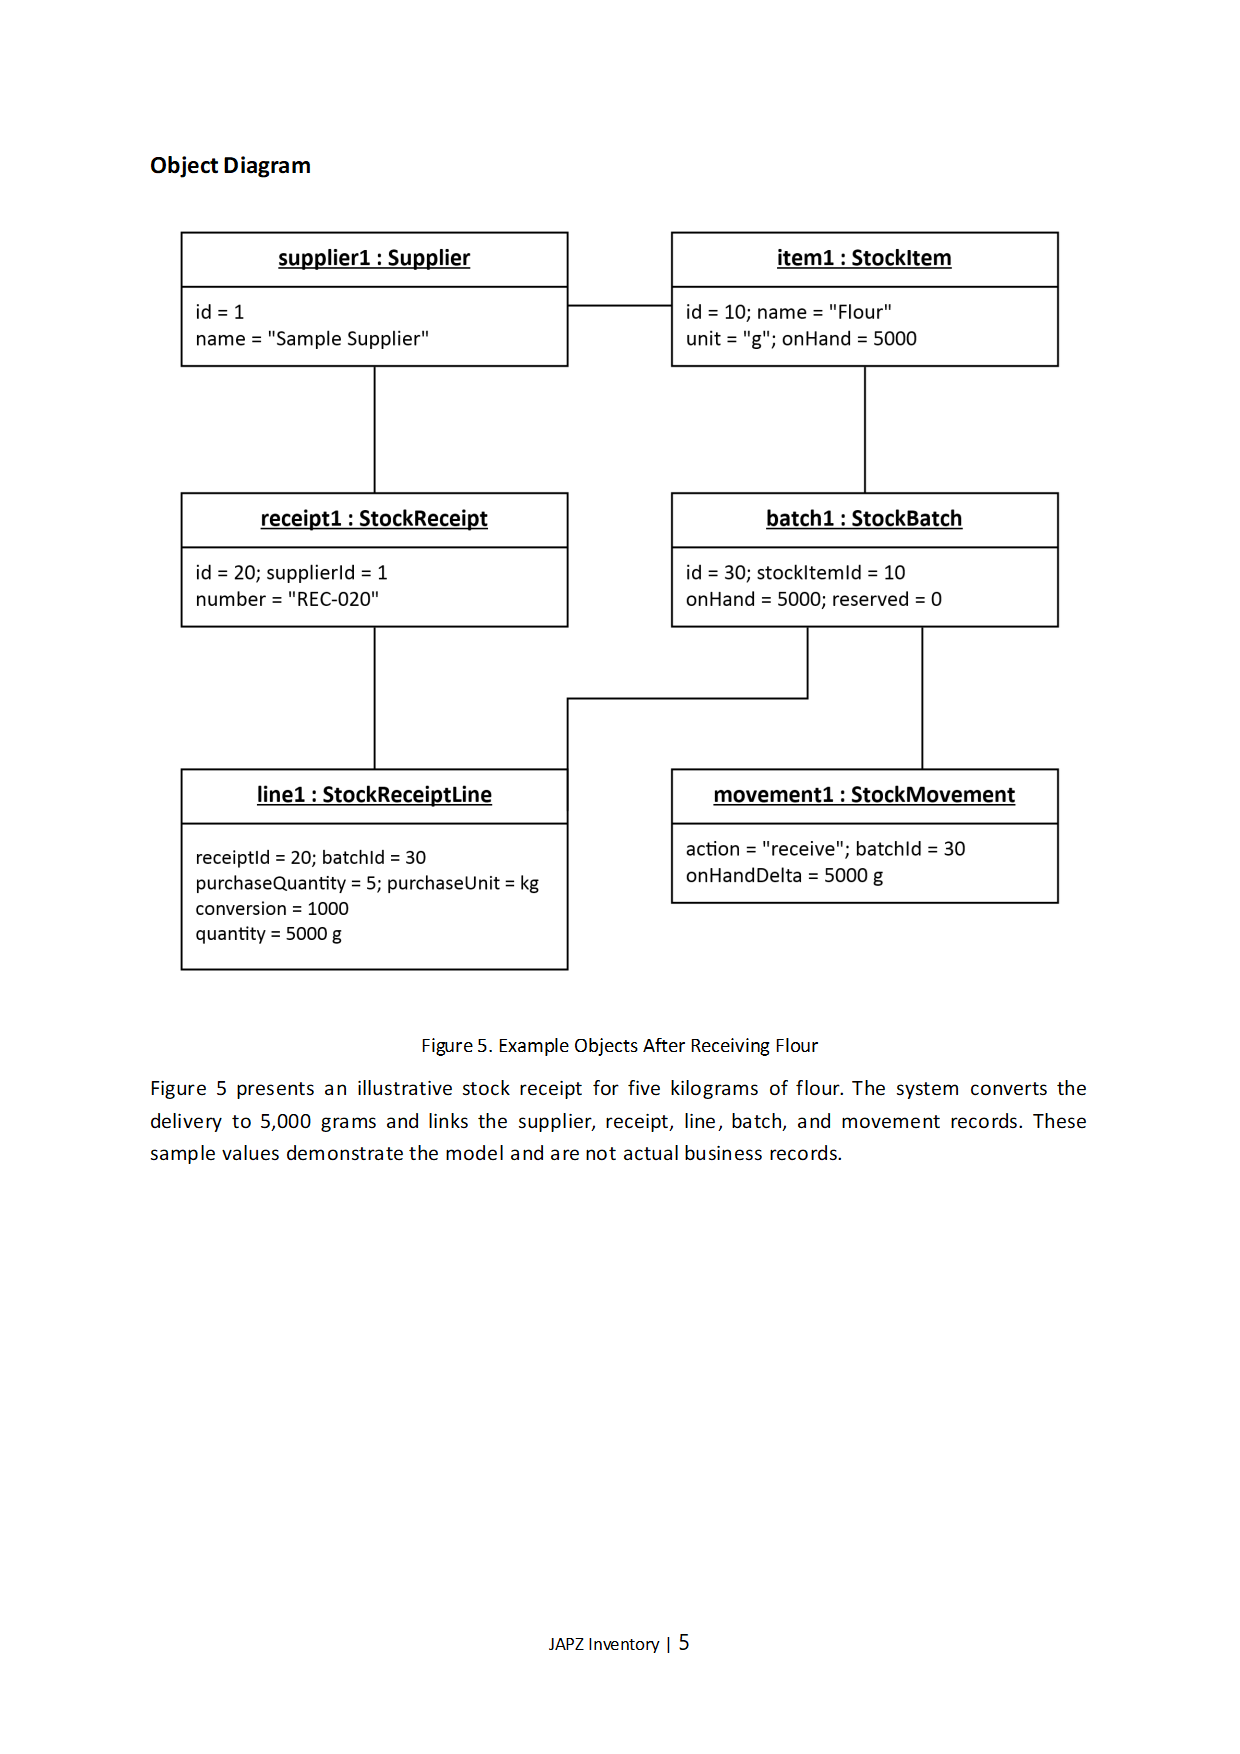 Object Diagram
supplier1 : Supplier
id = 1
name = "Sample Supplier"
item1 : StockItem
id = 10; name = "Flour"
unit = "g"; onHand = 5000
receipt1 : StockReceipt
id = 20; supplierId = 1
number = "REC-020"
batch1 : StockBatch
id = 30; stockItemId = 10
onHand = 5000; reserved = 0
line1 : StockReceiptLine
receiptId = 20; batchId = 30
purchaseQuantity = 5; purchaseUnit = kg
conversion = 1000
quantity = 5000 g
movement1 : StockMovement
action = "receive"; batchId = 30
onHandDelta = 5000 g
Figure 5. Example Objects After Receiving Flour
Figure 5 presents an illustrative stock receipt for five kilograms of flour. The system converts the
delivery to 5,000 grams and links the supplier, receipt, line, batch, and movement records. These
sample values demonstrate the model and are not actual business records.
JAPZ Inventory | 5